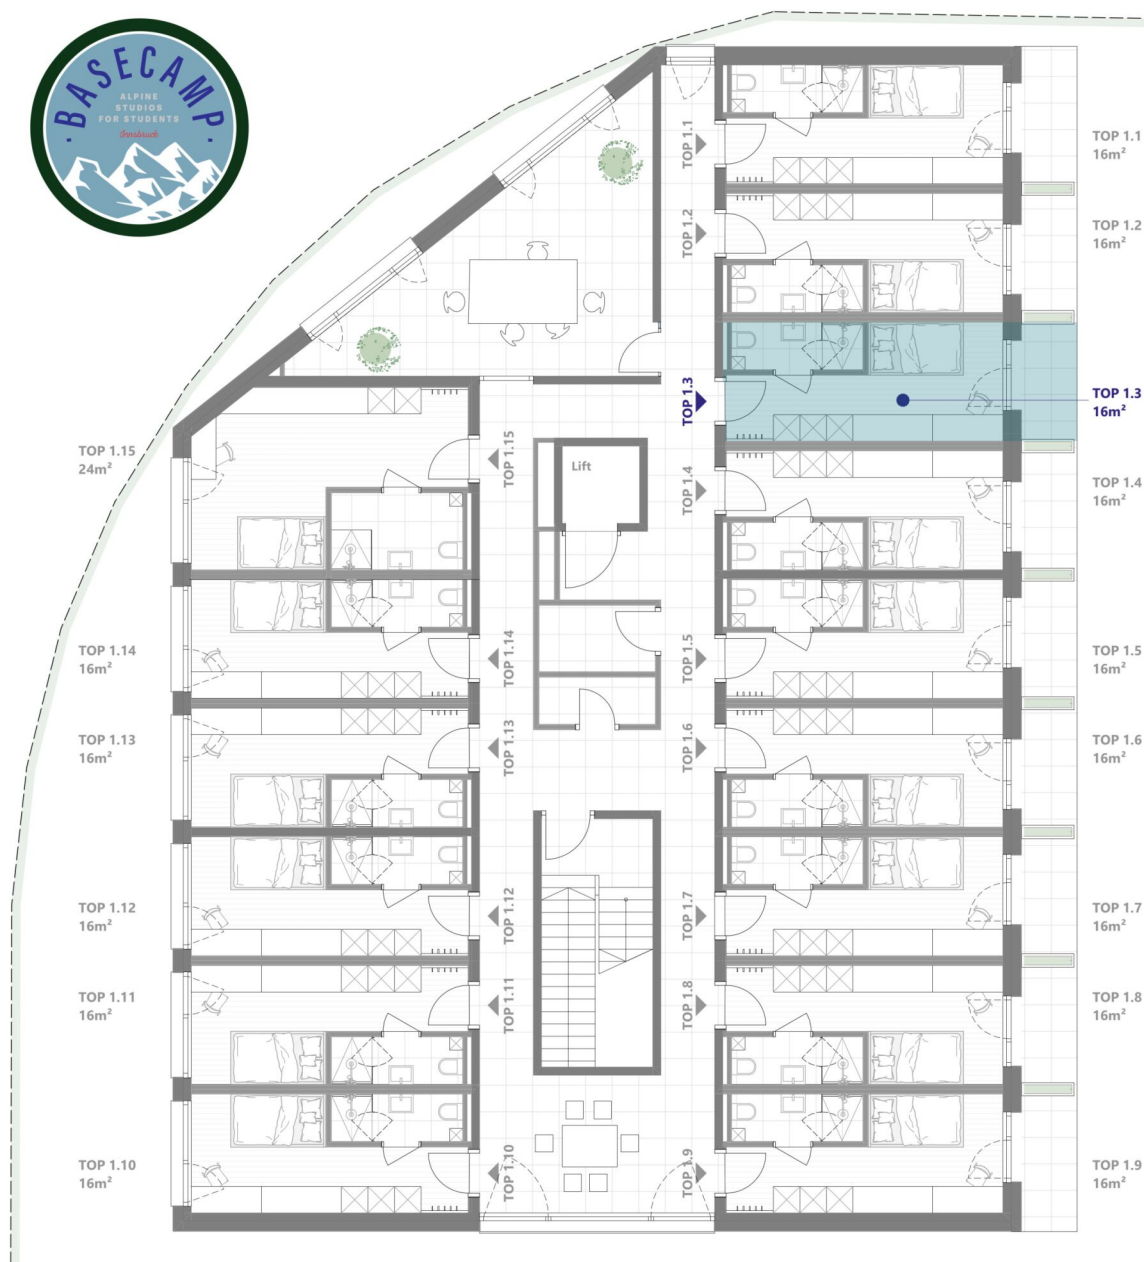 BASECAMP
ALPINE
STUDIOS
FOR STUDENTS
Innsbruck
TOP 1.1
TOP 1.1
16m²
TOP 1.2
TOP 1.2
16m²
TOP 1.3
TOP 1.3
16m²
TOP 1.15
24m²
TOP 1.15
Lift
TOP 1.4
TOP 1.4
16m²
TOP 1.14
16m²
TOP 1.14
TOP 1.5
TOP 1.5
16m²
TOP 1.13
16m²
TOP 1.13
TOP 1.6
TOP 1.6
16m²
TOP 1.12
16m²
TOP 1.12
TOP 1.7
TOP 1.7
16m²
TOP 1.11
16m²
TOP 1.11
TOP 1.8
TOP 1.8
16m²
TOP 1.10
16m²
TOP 1.10
TOP 1.9
TOP 1.9
16m²